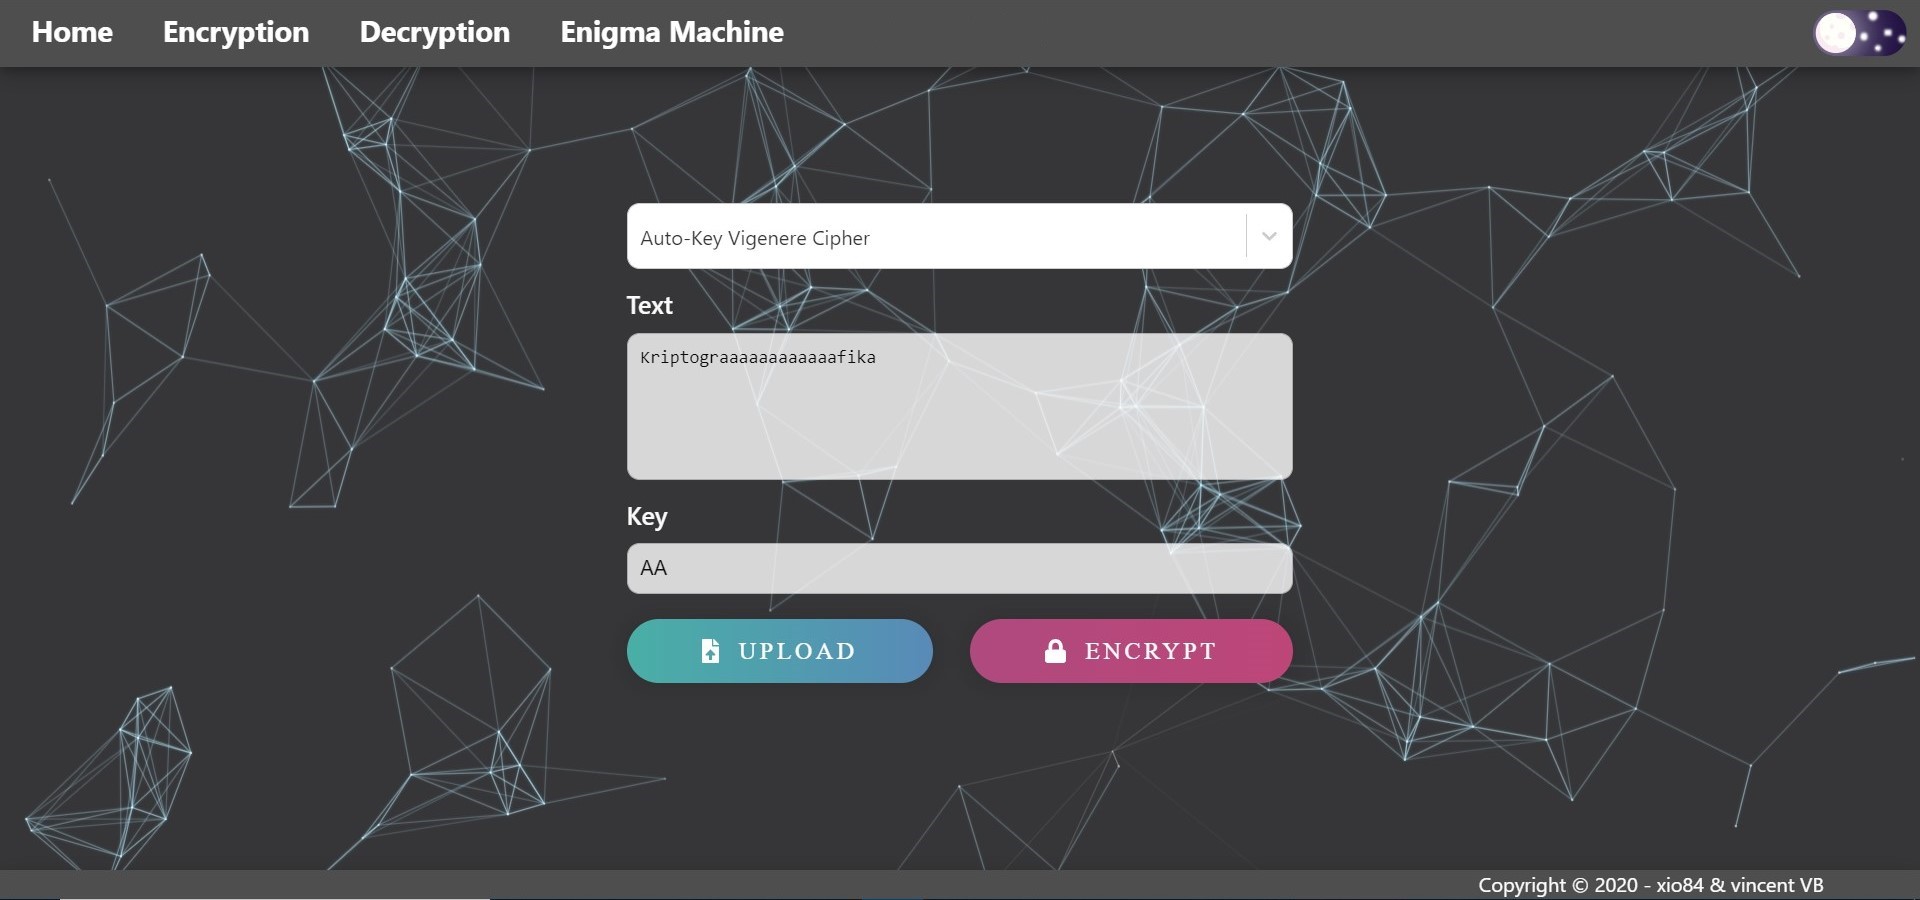 Home Encryption Decryption Enigma Machine
Auto-Key Vigenere Cipher
Text
Kriptograaaaaaaaaaaafika
Key
AA
UPLOAD ENCRYPT
Copyright © 2020 - xio84 & vincent VB